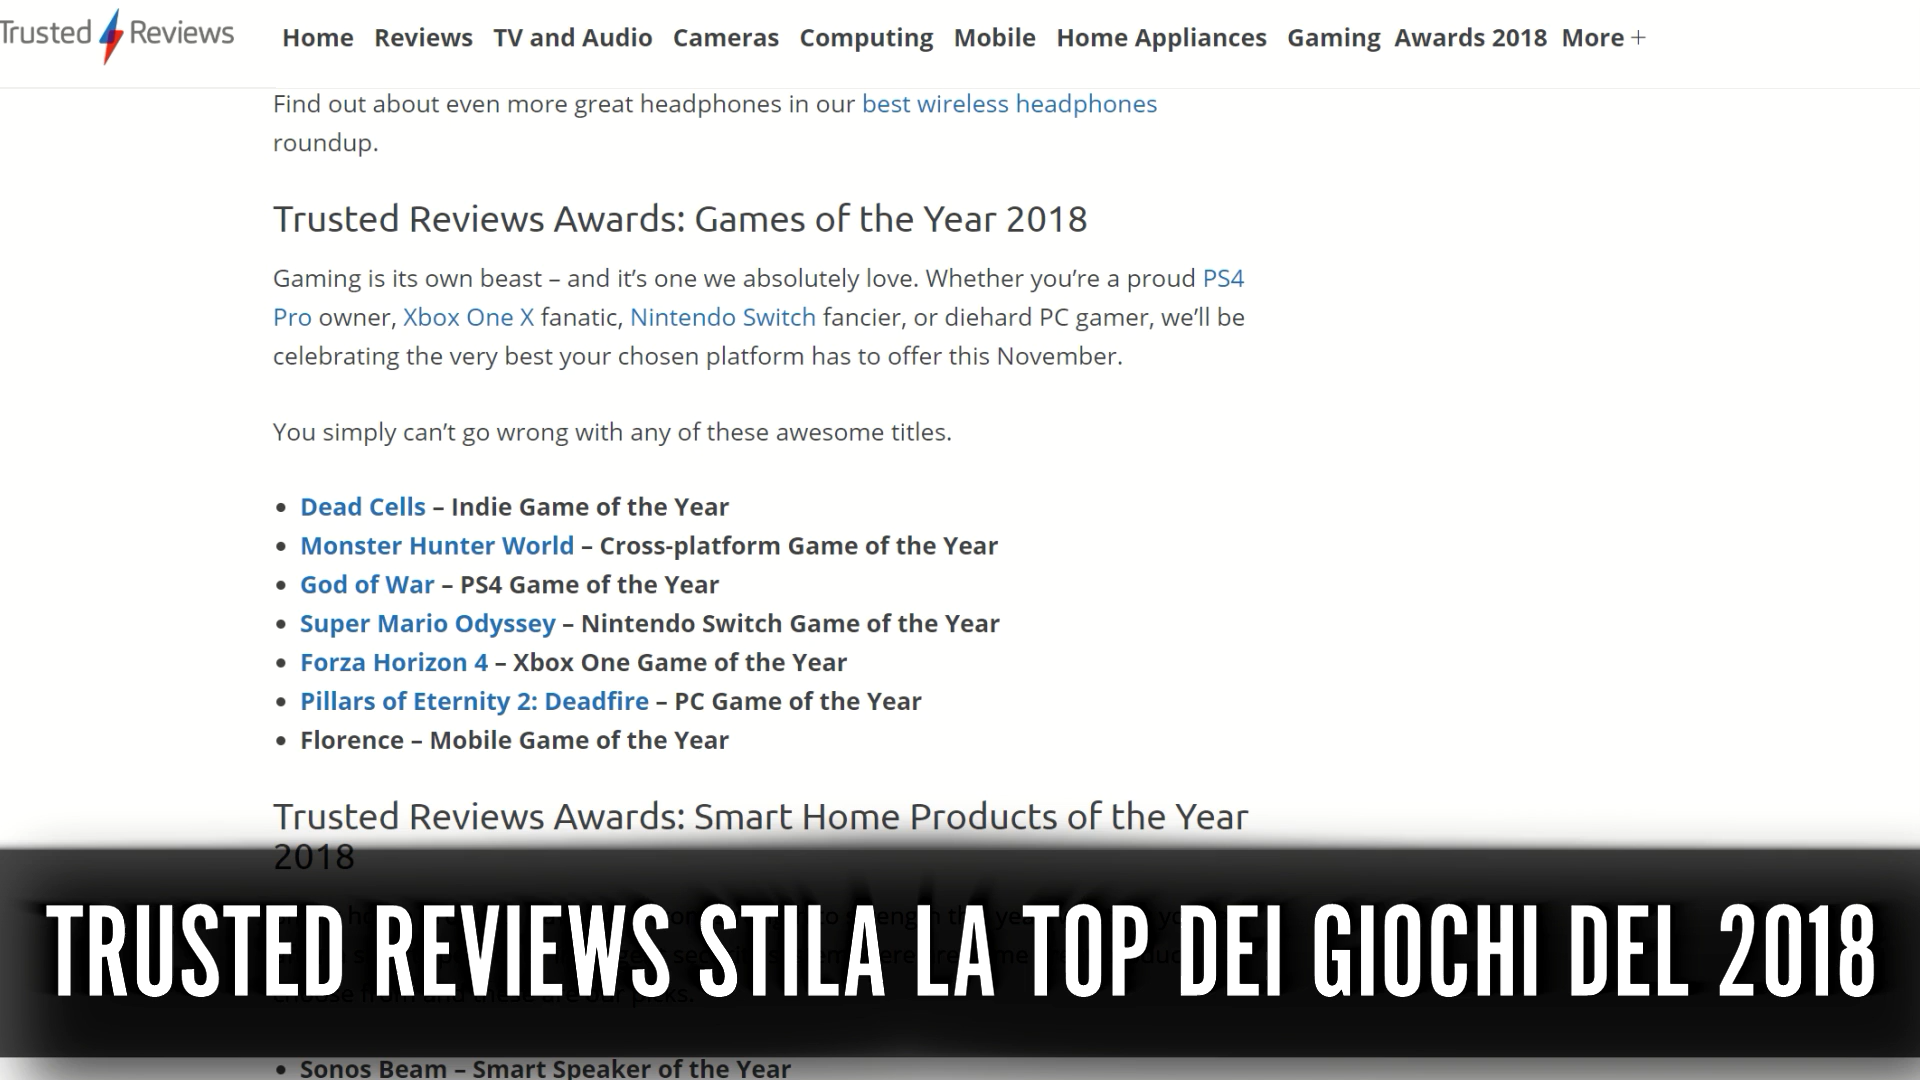 Trusted Reviews
Home Reviews TV and Audio Cameras Computing Mobile Home Appliances Gaming Awards 2018 More +
Find out about even more great headphones in our best wireless headphones
roundup.
Trusted Reviews Awards: Games of the Year 2018
Gaming is its own beast – and it’s one we absolutely love. Whether you’re a proud PS4
Pro owner, Xbox One X fanatic, Nintendo Switch fancier, or diehard PC gamer, we’ll be
celebrating the very best your chosen platform has to offer this November.
You simply can’t go wrong with any of these awesome titles.
• Dead Cells – Indie Game of the Year
• Monster Hunter World – Cross-platform Game of the Year
• God of War – PS4 Game of the Year
• Super Mario Odyssey – Nintendo Switch Game of the Year
• Forza Horizon 4 – Xbox One Game of the Year
• Pillars of Eternity 2: Deadfire – PC Game of the Year
• Florence – Mobile Game of the Year
Trusted Reviews Awards: Smart Home Products of the Year
2018
TRUSTED REVIEWS STILA LA TOP DEI GIOCHI DEL 2018
choose from and these are our picks.
• Sonos Beam – Smart Speaker of the Year